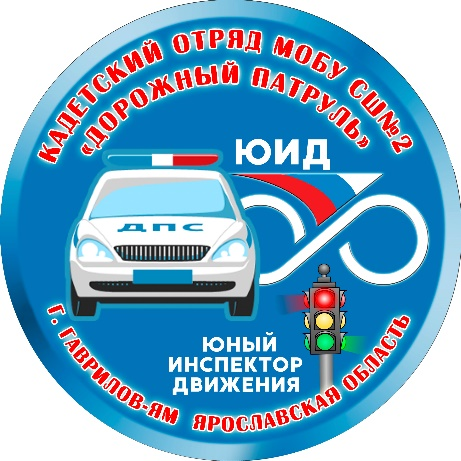 КАДЕТСКИЙ ОТРЯД МОБУ СШ№2
«ДОРОЖНЫЙ ПАТРУЛЬ»
ЮИД
ДПС
ЮНЫЙ
ИНСПЕКТОР
ДВИЖЕНИЯ
Г. ГАВРИЛОВ-ЯМ ЯРОСЛАВСКАЯ ОБЛАСТЬ